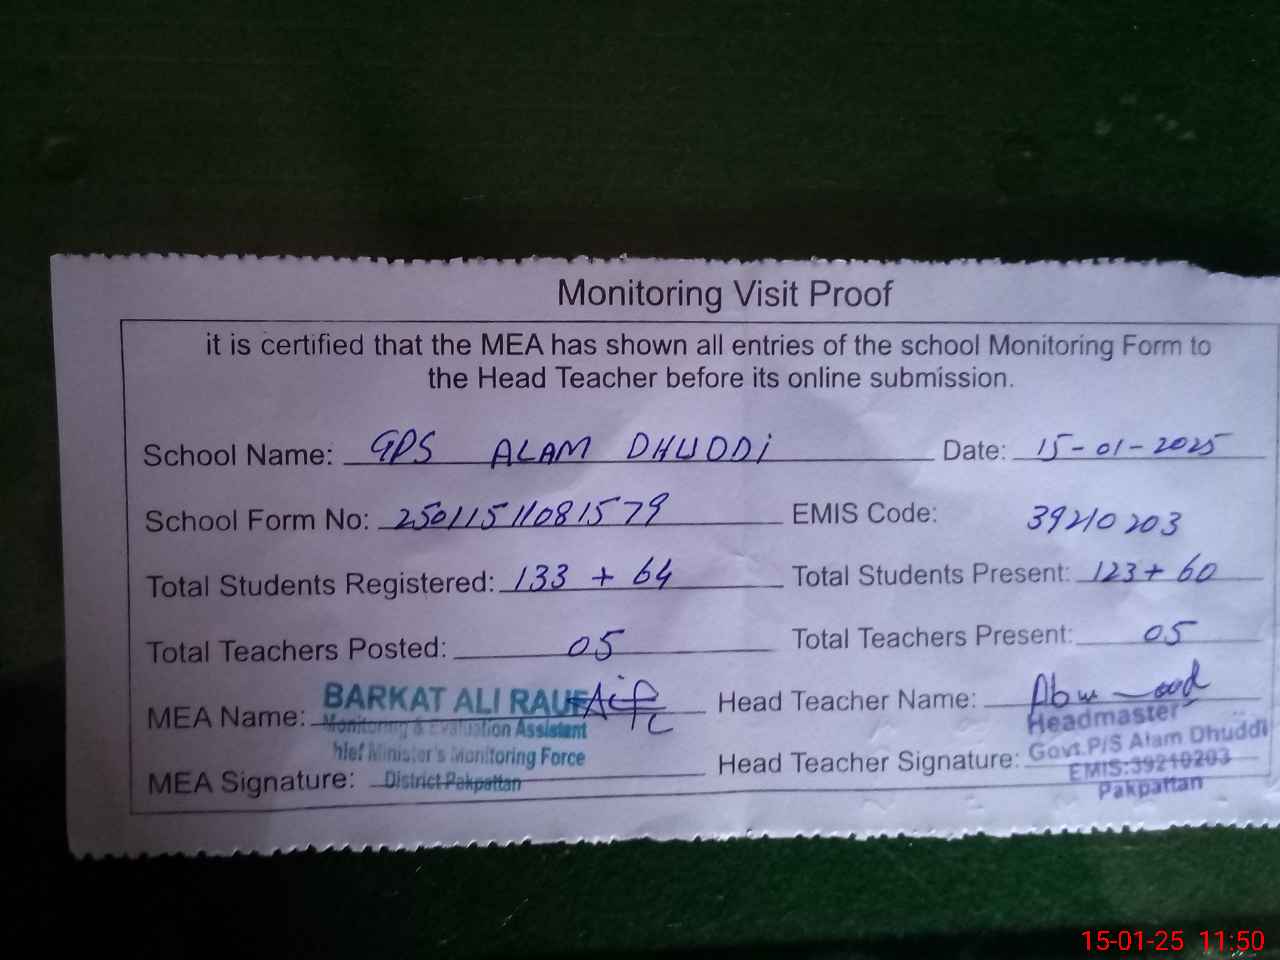 Monitoring Visit Proof
it is certified that the MEA has shown all entries of the school Monitoring Form to
the Head Teacher before its online submission.
School Name: GPS ALAM DHUDDi Date: 15-01-2025
School Form No: 25011511081579 EMIS Code: 39210203
Total Students Registered: 133 + 64 Total Students Present: 123 + 60
Total Teachers Posted: 05 Total Teachers Present: 05
MEA Name: BARKAT ALI RAUF Head Teacher Name:
Monitoring & Evaluation Assistant Headmaster
hief Minister's Monitoring Force Govt.P/S Alam Dhuddi
MEA Signature: District Pakpattan Head Teacher Signature: EMIS:39210203
Pakpattan
15-01-25 11:50